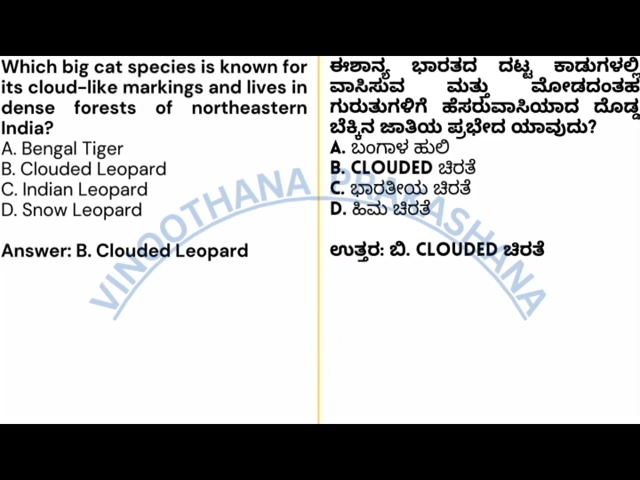 Which big cat species is known for
its cloud-like markings and lives in
dense forests of northeastern
India?
A. Bengal Tiger
B. Clouded Leopard
C. Indian Leopard
D. Snow Leopard
Answer: B. Clouded Leopard
ಈಶಾನ್ಯ ಭಾರತದ ದಟ್ಟ ಕಾಡುಗಳಲ್ಲಿ
ವಾಸಿಸುವ ಮತ್ತು ಮೋಡದಂತಹ
ಗುರುತುಗಳಿಗೆ ಹೆಸರುವಾಸಿಯಾದ ದೊಡ್ಡ
ಬೆಕ್ಕಿನ ಜಾತಿಯ ಪ್ರಭೇದ ಯಾವುದು?
A. ಬಂಗಾಳ ಹುಲಿ
B. CLOUDED ಚಿರತೆ
C. ಭಾರತೀಯ ಚಿರತೆ
D. ಹಿಮ ಚಿರತೆ
ಉತ್ತರ: ಬಿ. CLOUDED ಚಿರತೆ
VINOOTHANA PRAKASHANA